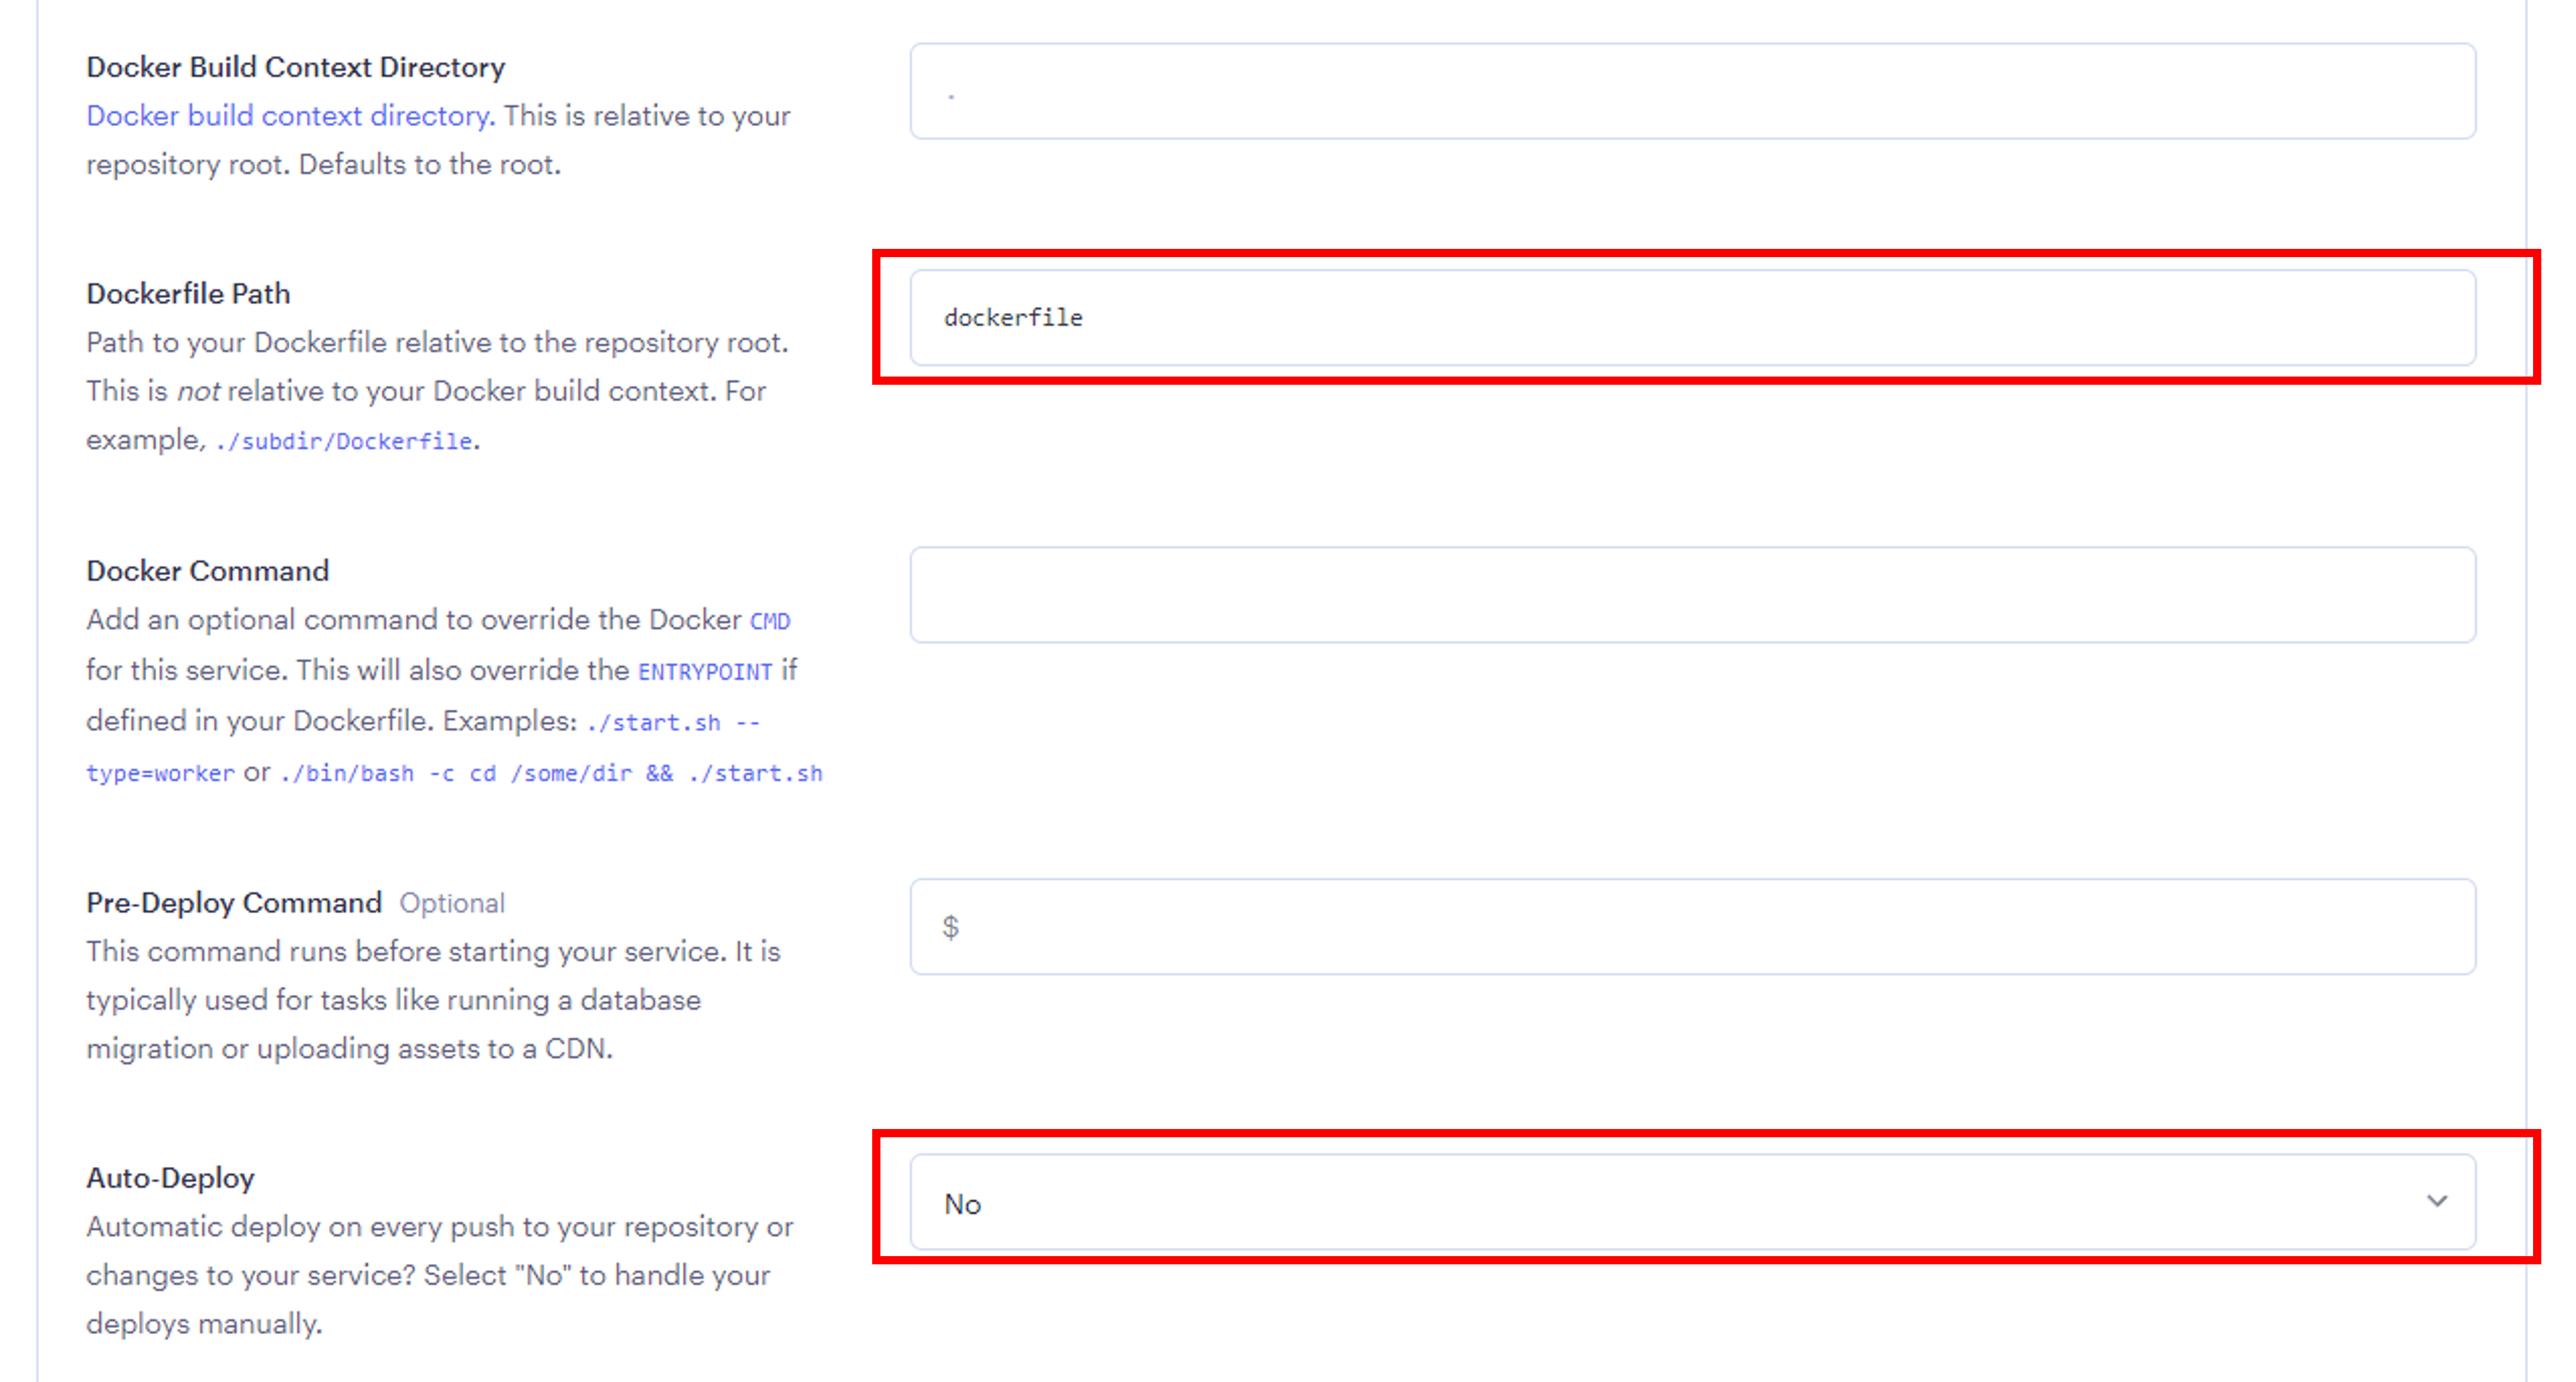 Docker Build Context Directory
Docker build context directory. This is relative to your
repository root. Defaults to the root.
.
Dockerfile Path
Path to your Dockerfile relative to the repository root.
This is not relative to your Docker build context. For
example, ./subdir/Dockerfile.
dockerfile
Docker Command
Add an optional command to override the Docker CMD
for this service. This will also override the ENTRYPOINT if
defined in your Dockerfile. Examples: ./start.sh --
type=worker or ./bin/bash -c cd /some/dir && ./start.sh
Pre-Deploy Command Optional
This command runs before starting your service. It is
typically used for tasks like running a database
migration or uploading assets to a CDN.
$
Auto-Deploy
Automatic deploy on every push to your repository or
changes to your service? Select "No" to handle your
deploys manually.
No